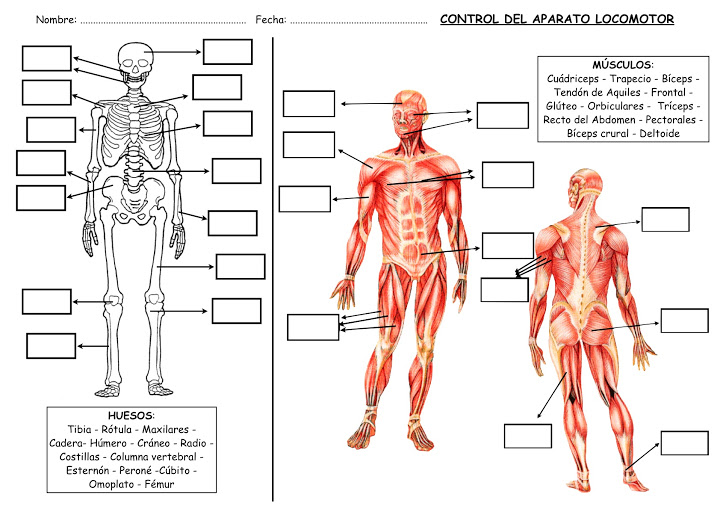 Nombre: ................................................... Fecha: ..........................................
CONTROL DEL APARATO LOCOMOTOR
MÚSCULOS:
Cuádriceps - Trapecio - Bíceps -
Tendón de Aquiles - Frontal -
Glúteo - Orbiculares - Tríceps -
Recto del Abdomen - Pectorales -
Bíceps crural - Deltoide
HUESOS:
Tibia - Rótula - Maxilares -
Cadera- Húmero - Cráneo - Radio -
Costillas - Columna vertebral -
Esternón - Peroné -Cúbito -
Omoplato - Fémur